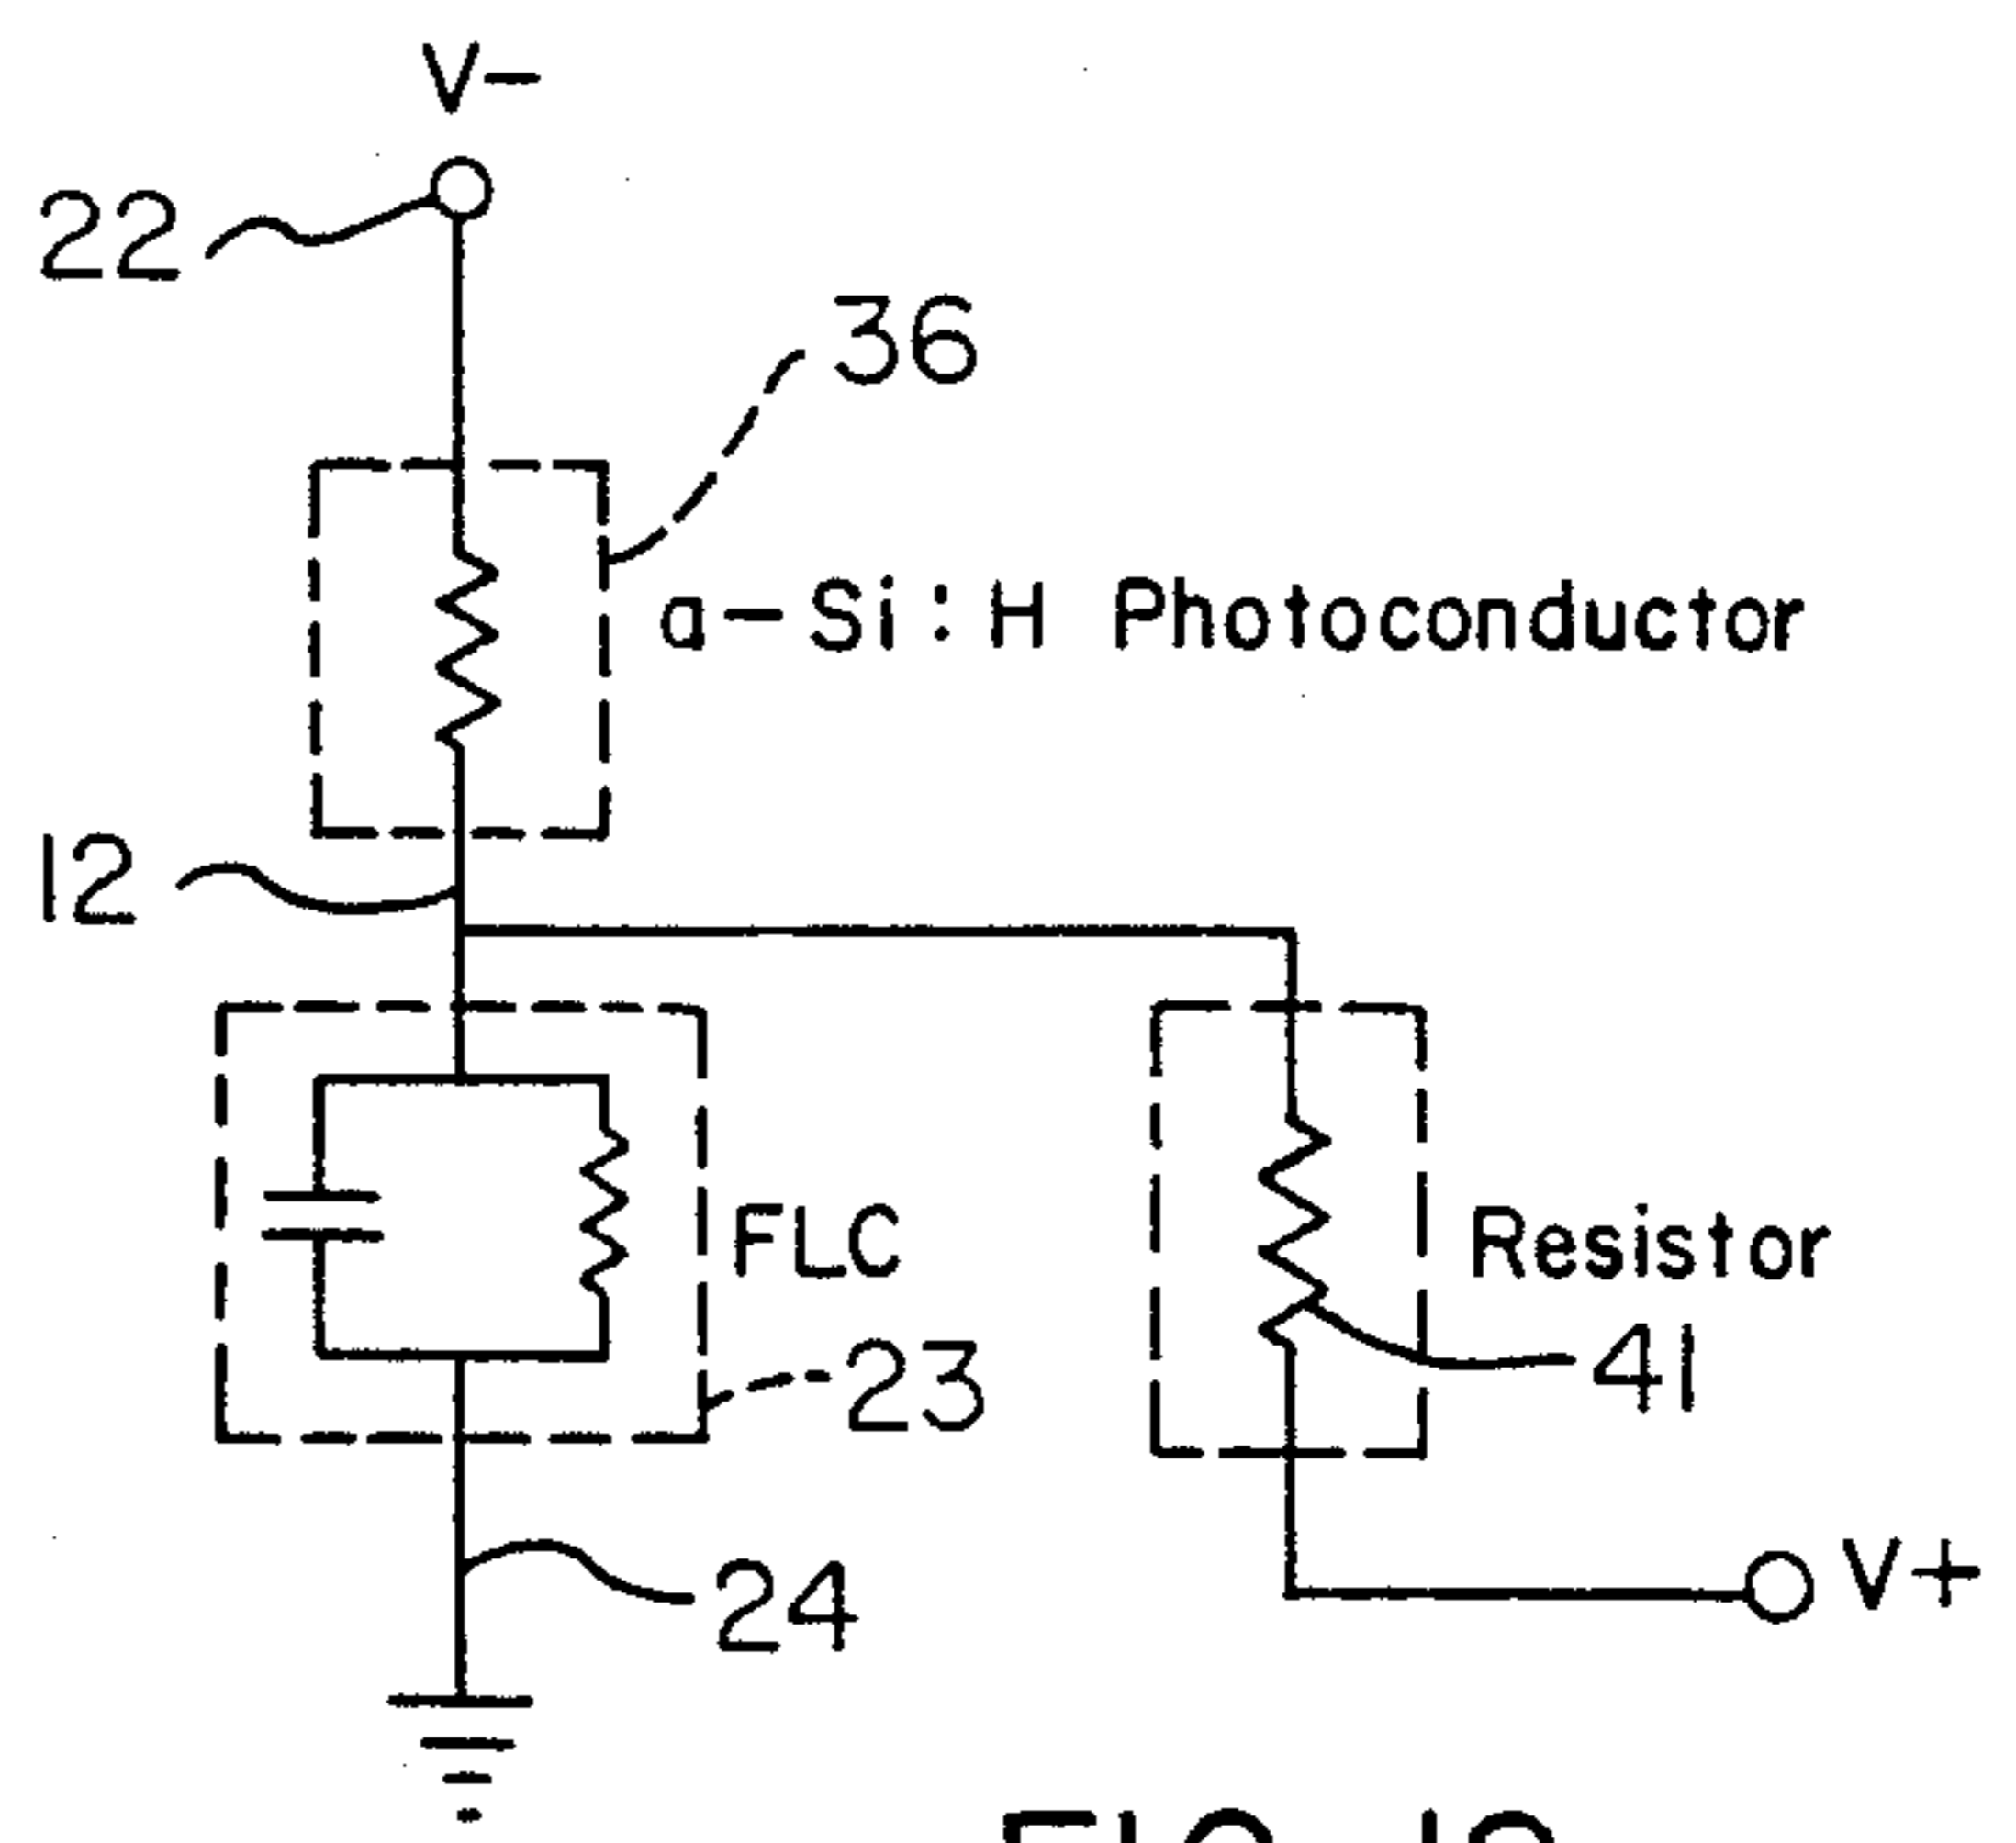 V-
22
36
a-Si:H Photoconductor
12
FLC
Resistor
23
41
24
V+